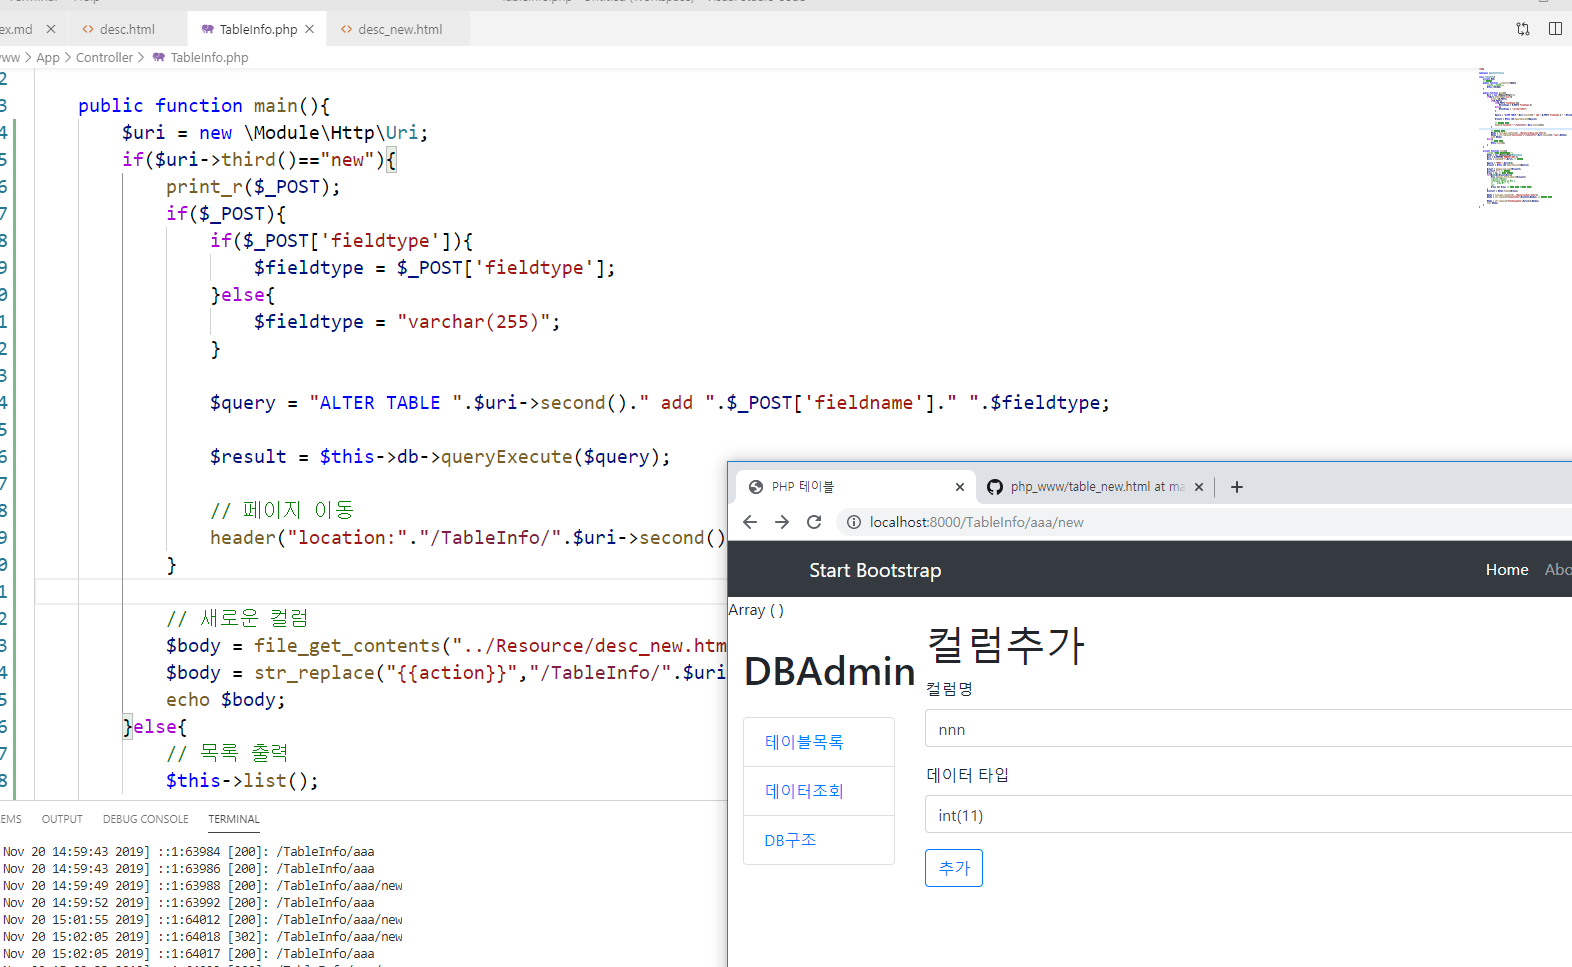 ex.md
desc.html
TableInfo.php
desc_new.html
App > Controller > TableInfo.php
2
3 public function main(){
4 $uri = new \Module\Http\Uri;
5 if($uri->third()=="new"){
6 print_r($_POST);
7 if($_POST){
8 if($_POST['fieldtype']){
9 $fieldtype = $_POST['fieldtype'];
0 }else{
1 $fieldtype = "varchar(255)";
2 }
3
4 $query = "ALTER TABLE ".$uri->second()." add ".$_POST['fieldname']." ".$fieldtype;
5
6 $result = $this->db->queryExecute($query);
7
8 // 페이지 이동
9 header("location:"."/TableInfo/".$uri->second()
0 }
1
2 // 새로운 컬럼
3 $body = file_get_contents("../Resource/desc_new.htm
4 $body = str_replace("{{action}}","/TableInfo/".$uri
5 echo $body;
6 }else{
7 // 목록 출력
8 $this->list();
EMS OUTPUT DEBUG CONSOLE TERMINAL
Nov 20 14:59:43 2019] ::1:63984 [200]: /TableInfo/aaa
Nov 20 14:59:43 2019] ::1:63986 [200]: /TableInfo/aaa
Nov 20 14:59:49 2019] ::1:63988 [200]: /TableInfo/aaa/new
Nov 20 14:59:52 2019] ::1:63992 [200]: /TableInfo/aaa
Nov 20 15:01:55 2019] ::1:64012 [200]: /TableInfo/aaa/new
Nov 20 15:02:05 2019] ::1:64018 [302]: /TableInfo/aaa/new
Nov 20 15:02:05 2019] ::1:64017 [200]: /TableInfo/aaa
PHP 테이블
php_www/table_new.html at ma
localhost:8000/TableInfo/aaa/new
Start Bootstrap
Home Abo
Array ( )
DBAdmin
테이블목록
데이터조회
DB구조
컬럼추가
컬럼명
nnn
데이터 타입
int(11)
추가